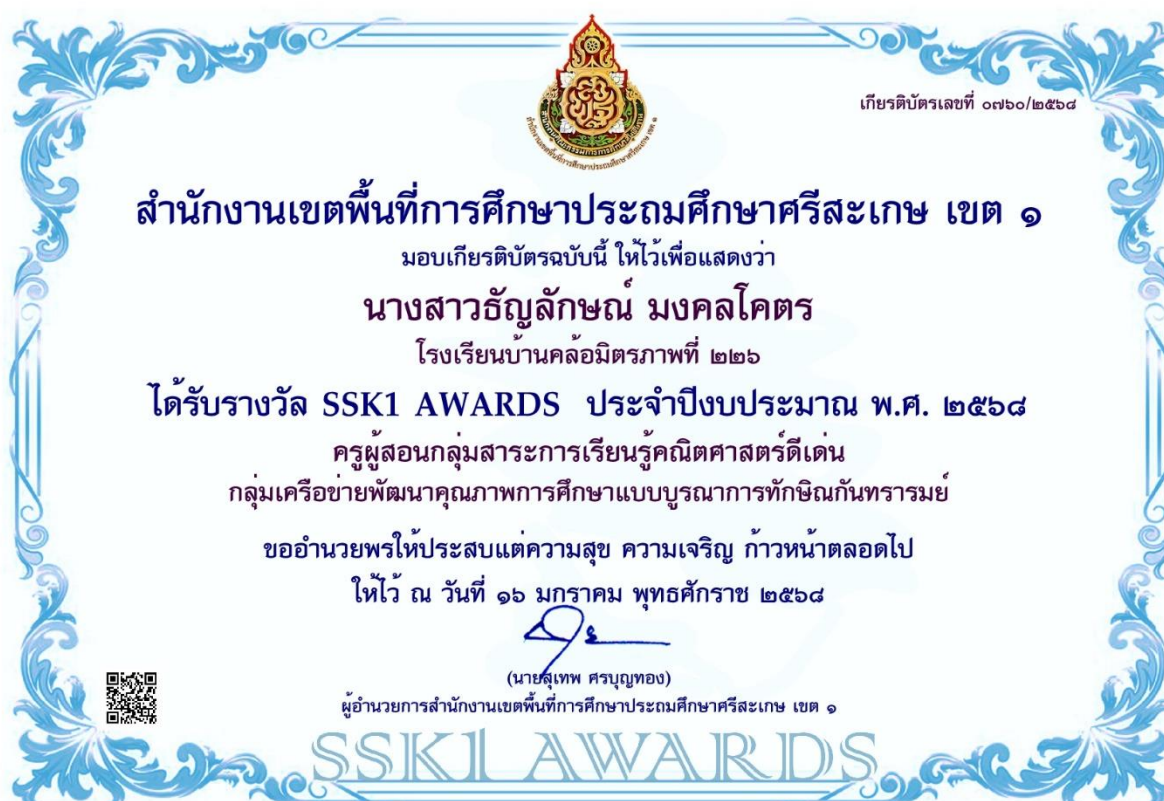 เกียรติบัตรเลขที่ ๐๗๖๐/๒๕๖๘
สำนักงานเขตพื้นที่การศึกษาประถมศึกษาศรีสะเกษ เขต ๑
มอบเกียรติบัตรฉบับนี้ ให้ไว้เพื่อแสดงว่า
นางสาวธัญลักษณ์ มงคลโคตร
โรงเรียนบ้านคล้อมิตรภาพที่ ๒๒๖
ได้รับรางวัล SSK1 AWARDS ประจำปีงบประมาณ พ.ศ. ๒๕๖๘
ครูผู้สอนกลุ่มสาระการเรียนรู้คณิตศาสตร์ดีเด่น
กลุ่มเครือข่ายพัฒนาคุณภาพการศึกษาแบบบูรณาการทักษิณกันทรารมย์
ขออำนวยพรให้ประสบแต่ความสุข ความเจริญ ก้าวหน้าตลอดไป
ให้ไว้ ณ วันที่ ๑๖ มกราคม พุทธศักราช ๒๕๖๘
(นายสุเทพ ศรบุญทอง)
ผู้อำนวยการสำนักงานเขตพื้นที่การศึกษาประถมศึกษาศรีสะเกษ เขต ๑
SSK1 AWARDS